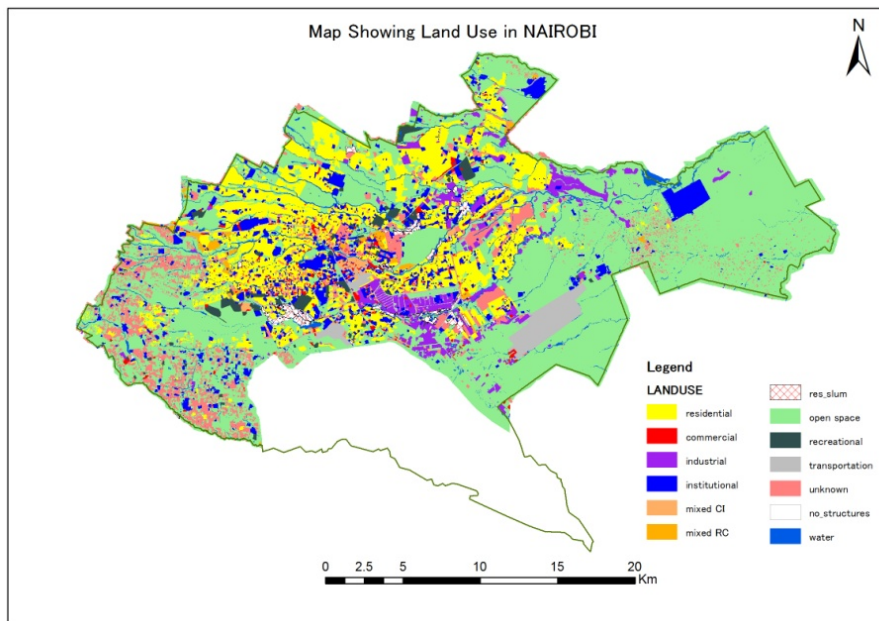 Map Showing Land Use in NAIROBI
N
Legend
LANDUSE
residential
commercial
industrial
institutional
mixed CI
mixed RC
res_slum
open space
recreational
transportation
unknown
no_structures
water
0 2.5 5 10 15 20
Km